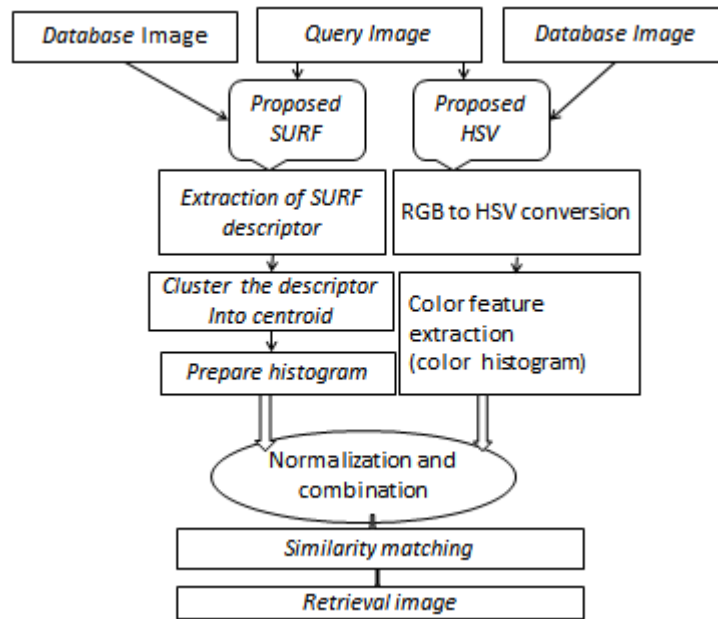 Database Image
Query Image
Database Image
Proposed
SURF
Proposed
HSV
Extraction of SURF
descriptor
RGB to HSV conversion
Cluster the descriptor
Into centroid
Color feature
extraction
(color histogram)
Prepare histogram
Normalization and
combination
Similarity matching
Retrieval image